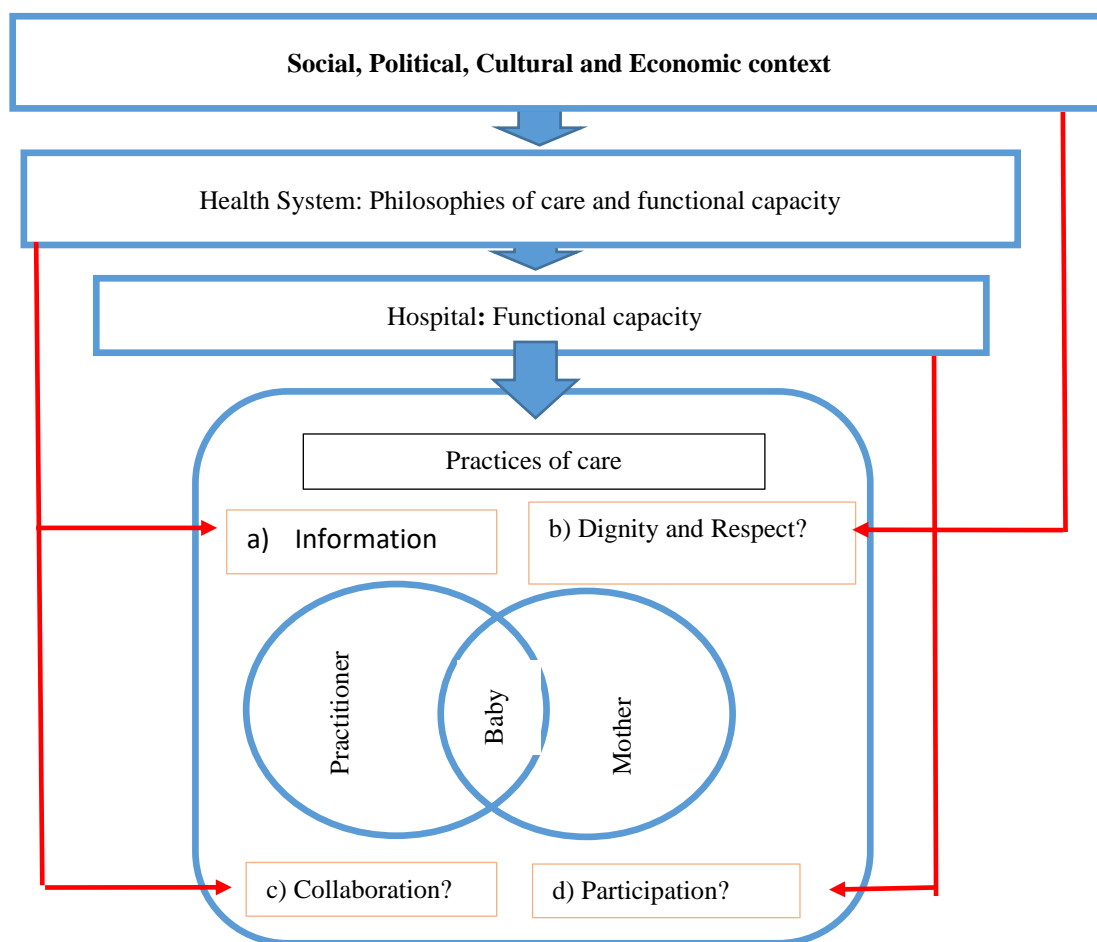 Social, Political, Cultural and Economic context
Health System: Philosophies of care and functional capacity
Hospital: Functional capacity
Practices of care
a) Information
b) Dignity and Respect?
Practitioner
Baby
Mother
c) Collaboration?
d) Participation?